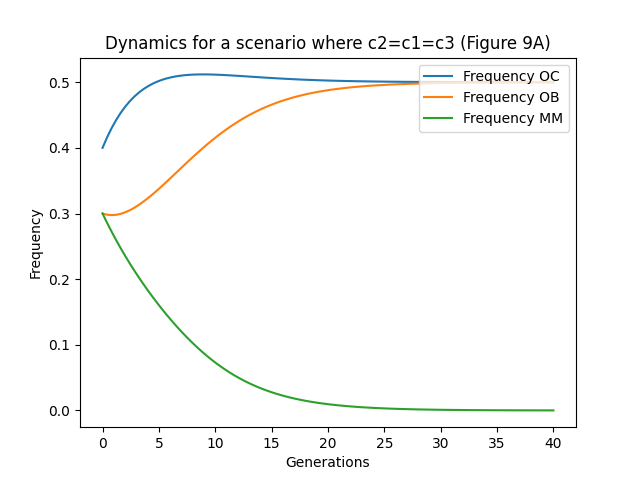 Dynamics for a scenario where c2=c1=c3 (Figure 9A)
Frequency OC
Frequency OB
Frequency MM
Frequency
0.5
0.4
0.3
0.2
0.1
0.0
0 5 10 15 20 25 30 35 40
Generations